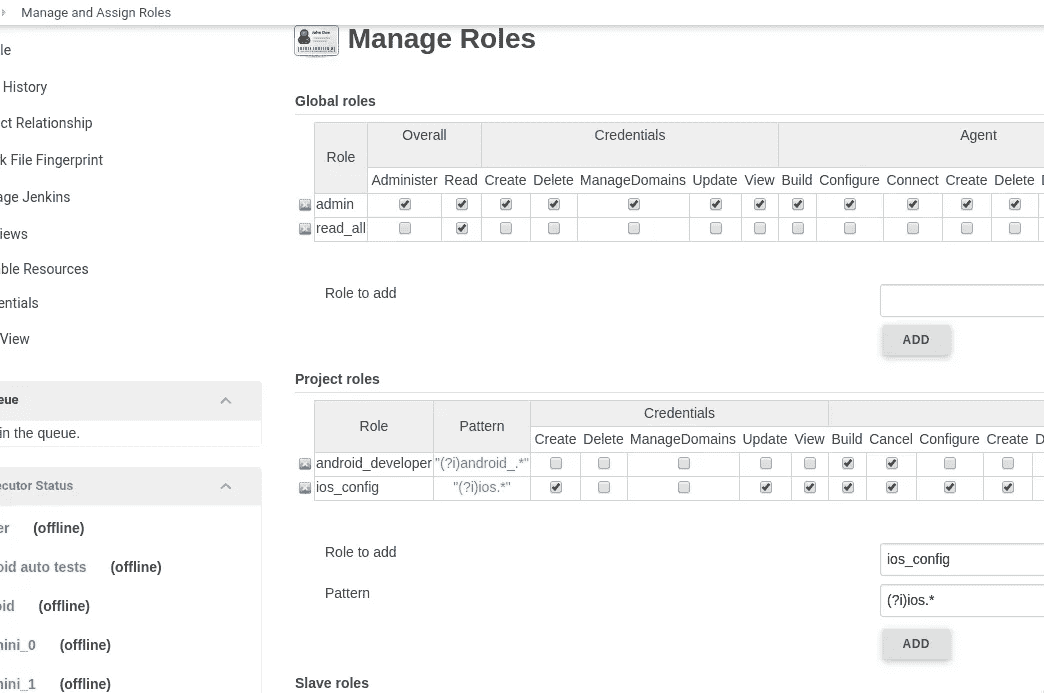 Manage and Assign Roles
Manage Roles
le
History
ct Relationship
k File Fingerprint
age Jenkins
iews
ble Resources
entials
View
eue
in the queue.
ecutor Status
er (offline)
oid auto tests (offline)
oid (offline)
nini_0 (offline)
nini_1 (offline)
Global roles
Role Overall Credentials Agent
Administer Read Create Delete ManageDomains Update View Build Configure Connect Create Delete
admin
read_all
Role to add
ADD
Project roles
Role Pattern Credentials
Create Delete ManageDomains Update View Build Cancel Configure Create D
android_developer "(?i)android_.*"
ios_config "(?i)ios.*"
Role to add ios_config
Pattern (?i)ios.*
ADD
Slave roles